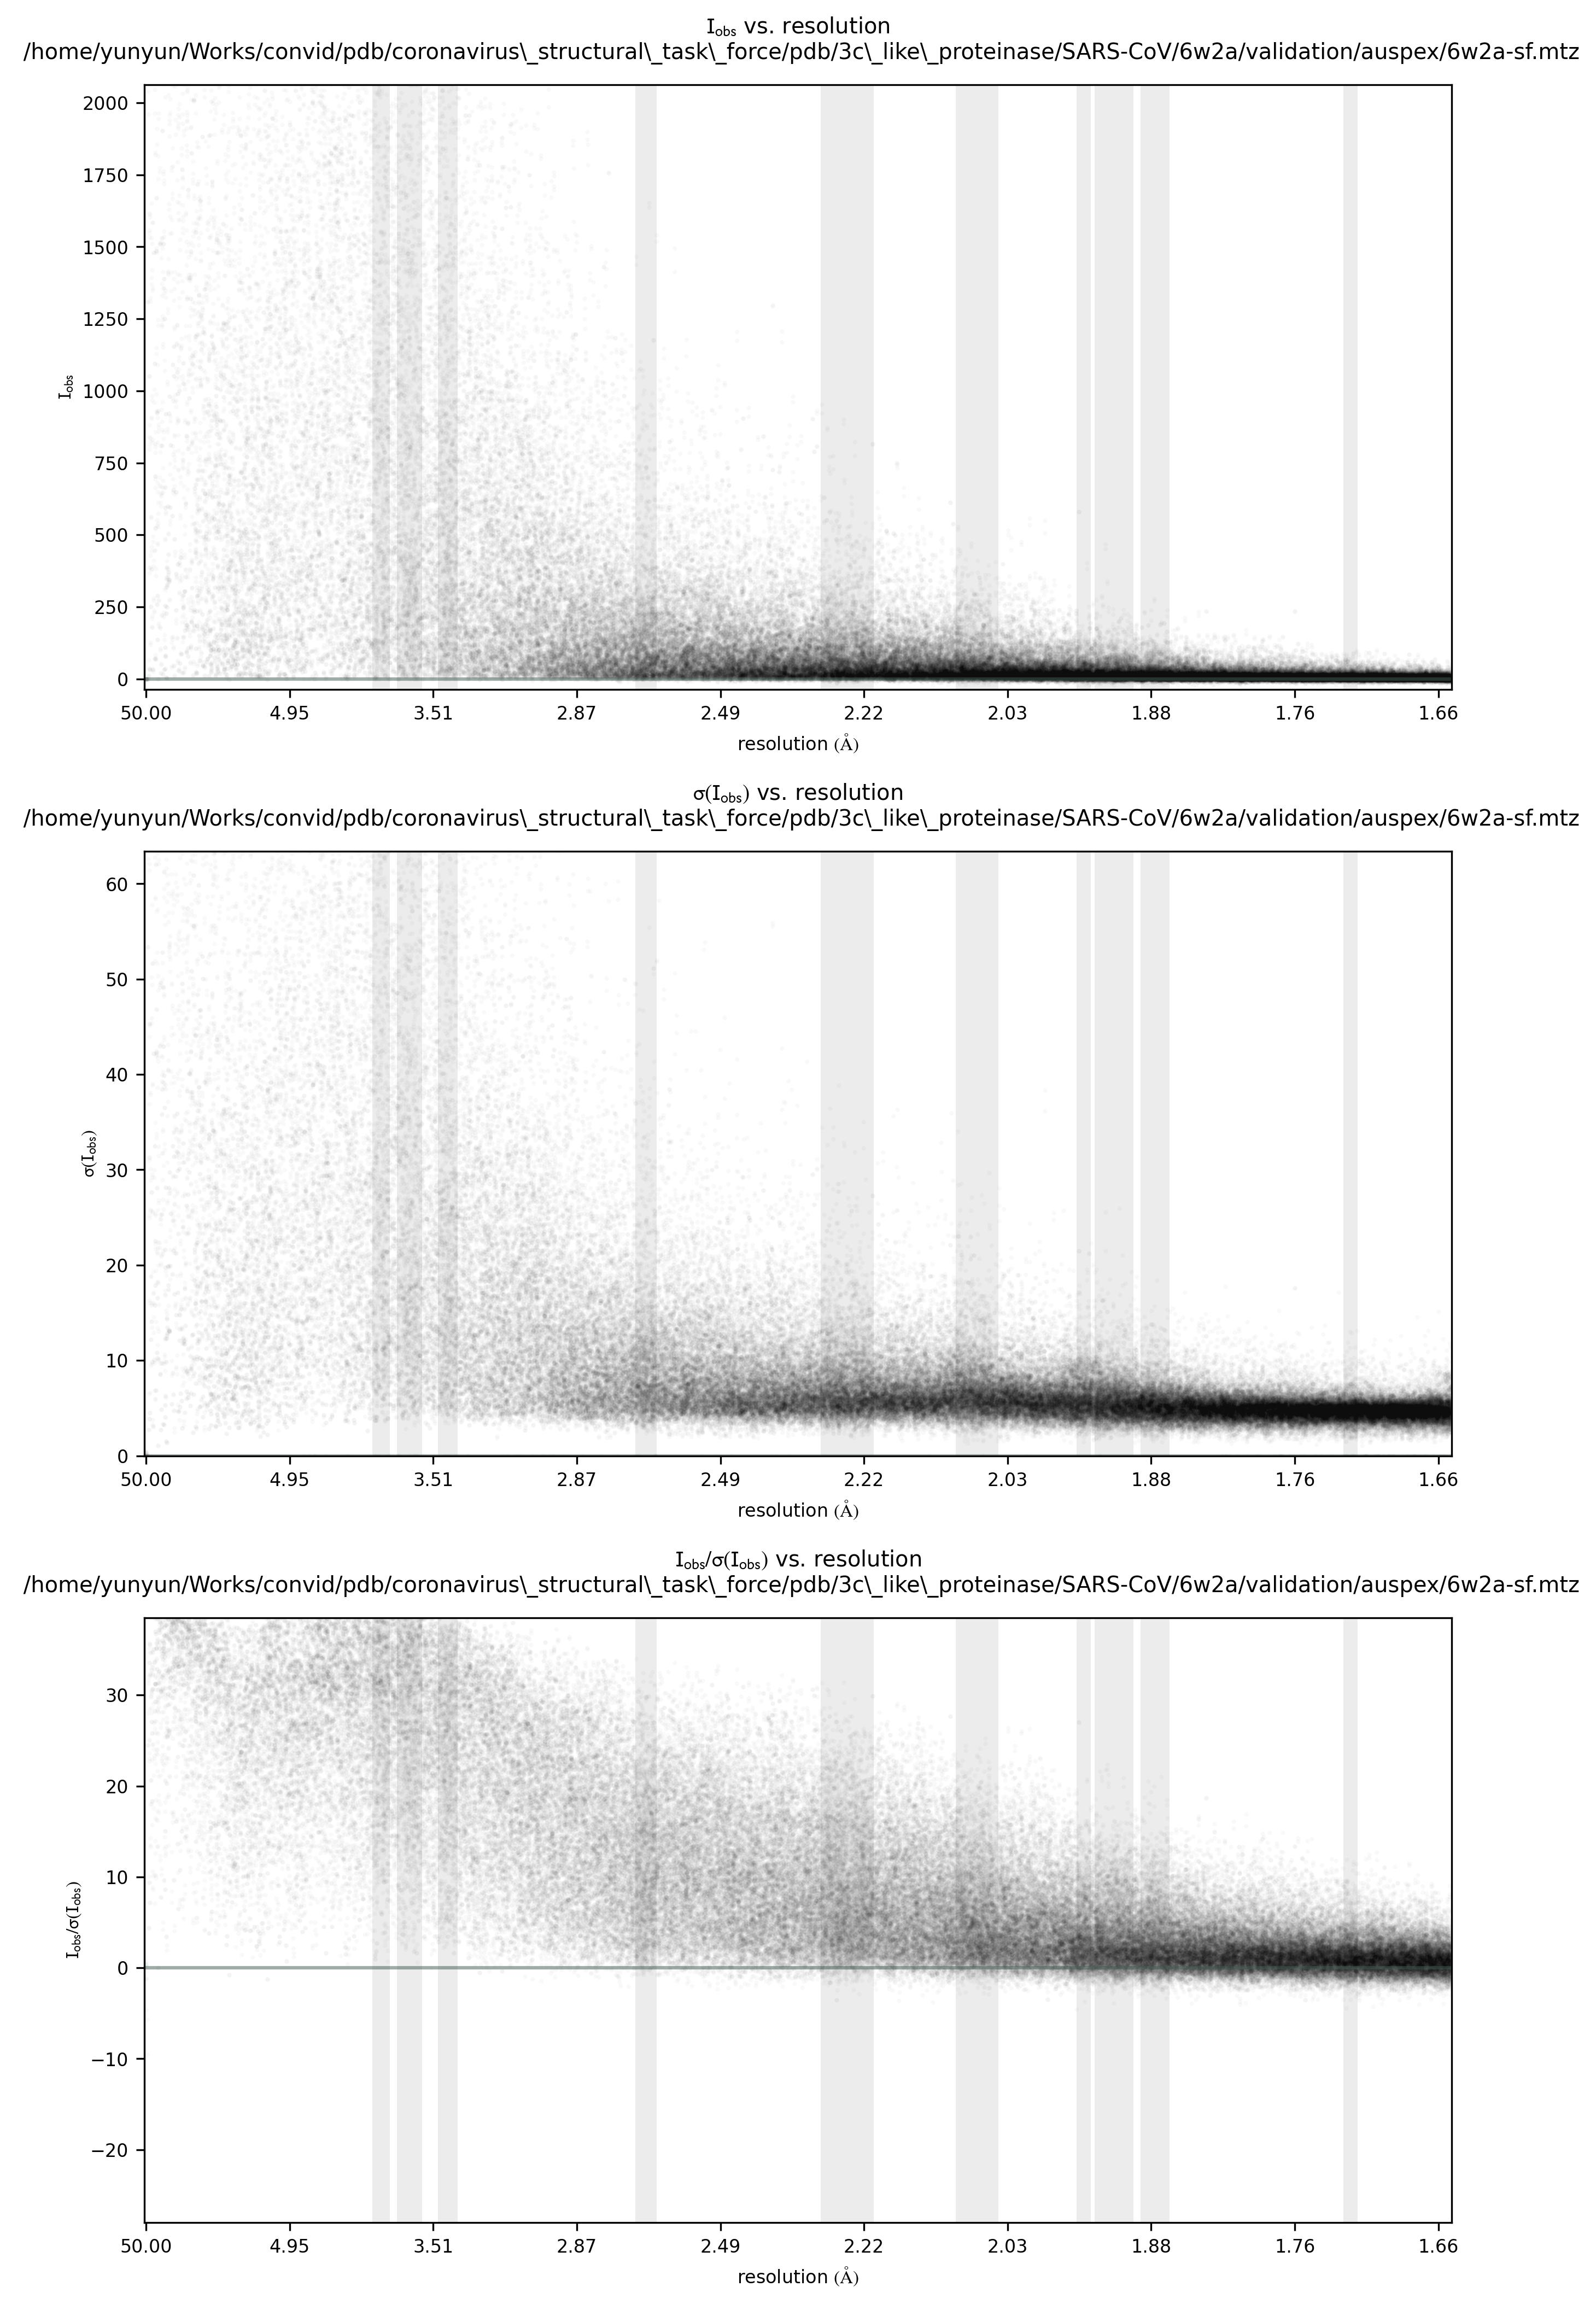 Iobs vs. resolution
/home/yunyun/Works/convid/pdb/coronavirus\_structural\_task\_force/pdb/3c\_like\_proteinase/SARS-CoV/6w2a/validation/auspex/6w2a-sf.mtz
2000
1750
1500
1250
1000
750
500
250
0
Iobs
50.00 4.95 3.51 2.87 2.49 2.22 2.03 1.88 1.76 1.66
resolution (Å)
σ(Iobs) vs. resolution
/home/yunyun/Works/convid/pdb/coronavirus\_structural\_task\_force/pdb/3c\_like\_proteinase/SARS-CoV/6w2a/validation/auspex/6w2a-sf.mtz
60
50
40
30
20
10
0
σ(Iobs)
50.00 4.95 3.51 2.87 2.49 2.22 2.03 1.88 1.76 1.66
resolution (Å)
Iobs/σ(Iobs) vs. resolution
/home/yunyun/Works/convid/pdb/coronavirus\_structural\_task\_force/pdb/3c\_like\_proteinase/SARS-CoV/6w2a/validation/auspex/6w2a-sf.mtz
30
20
10
0
−10
−20
Iobs/σ(Iobs)
50.00 4.95 3.51 2.87 2.49 2.22 2.03 1.88 1.76 1.66
resolution (Å)